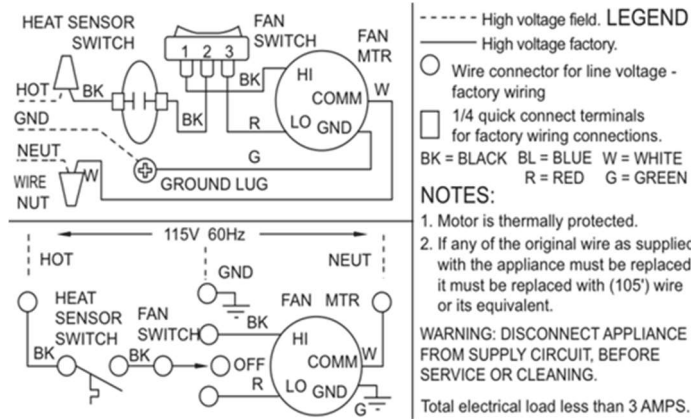 HEAT SENSOR
SWITCH
FAN
SWITCH
FAN
MTR
1 2 3
HI
COMM
LO GND
BK
W
HOT
BK
BK
R
GND
G
NEUT
WIRE
NUT
W
GROUND LUG
115V 60Hz
HOT
GND
NEUT
HEAT
SENSOR
SWITCH
FAN
SWITCH
BK
FAN MTR
HI
COMM
LO GND
BK
BK
OFF
R
W
G
High voltage field. LEGEND
High voltage factory.
Wire connector for line voltage -
factory wiring
1/4 quick connect terminals
for factory wiring connections.
BK = BLACK BL = BLUE W = WHITE
R = RED G = GREEN
NOTES:
1. Motor is thermally protected.
2. If any of the original wire as supplied
with the appliance must be replaced
it must be replaced with (105') wire
or its equivalent.
WARNING: DISCONNECT APPLIANCE
FROM SUPPLY CIRCUIT, BEFORE
SERVICE OR CLEANING.
Total electrical load less than 3 AMPS.